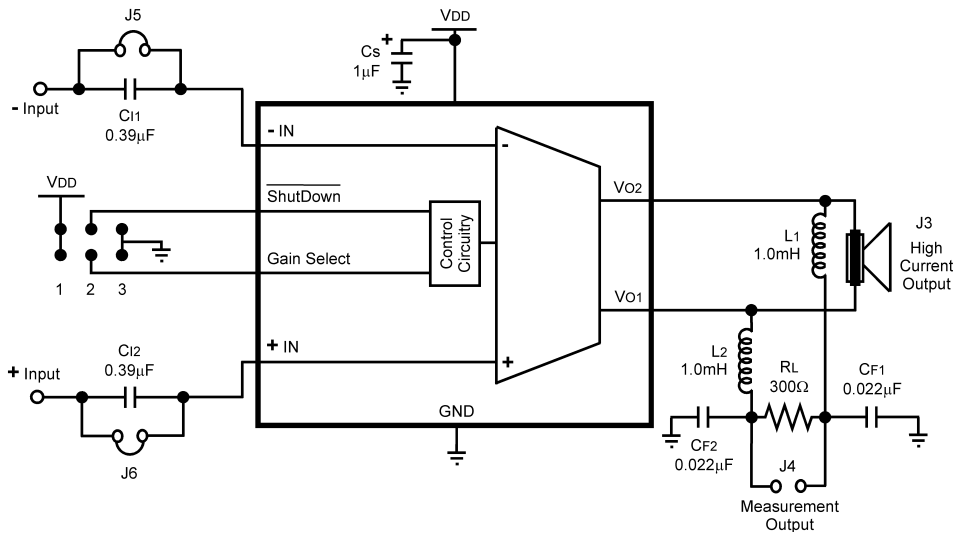 J5
- Input
CI1
0.39µF
VDD
+
Cs
1µF
- IN
-
VDD
ShutDown
Control
Circuitry
Gain Select
1
2
3
VO2
L1
1.0mH
J3
High
Current
Output
VO1
+ IN
+
CI2
0.39µF
+ Input
J6
GND
L2
1.0mH
RL
300Ω
CF1
0.022µF
CF2
0.022µF
J4
Measurement
Output